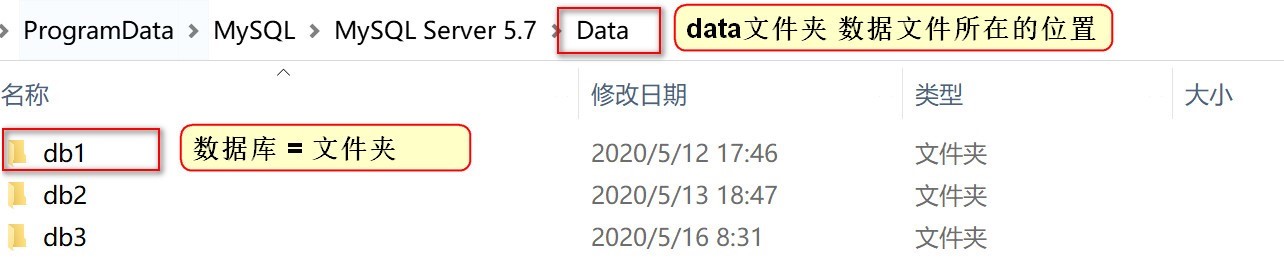 ProgramData > MySQL > MySQL Server 5.7 > Data data文件夹 数据文件所在的位置
名称 修改日期 类型 大小
db1 数据库 = 文件夹 2020/5/12 17:46 文件夹
db2 2020/5/13 18:47 文件夹
db3 2020/5/16 8:31 文件夹